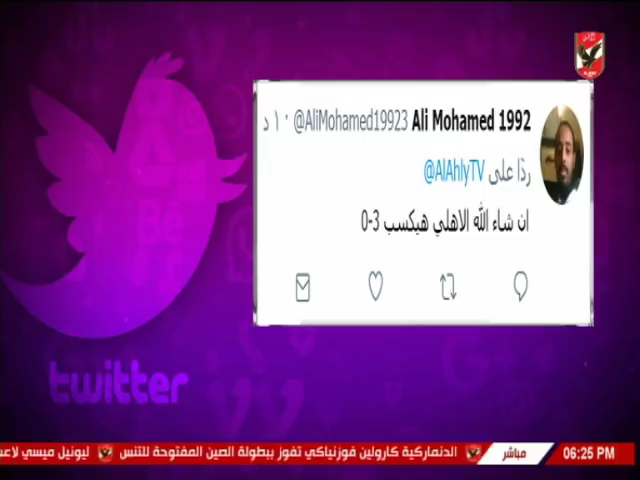 Ali Mohamed 1992 @AliMohamed19923 ١٠ د
ردًا على @AlAhlyTV
ان شاء الله الاهلي هيكسب 3-0
twitter
الدنماركية كارولين فوزنياكي تفوز ببطولة الصين المفتوحة للتنس ليونيل ميسي لاعب
مباشر
06:25 PM